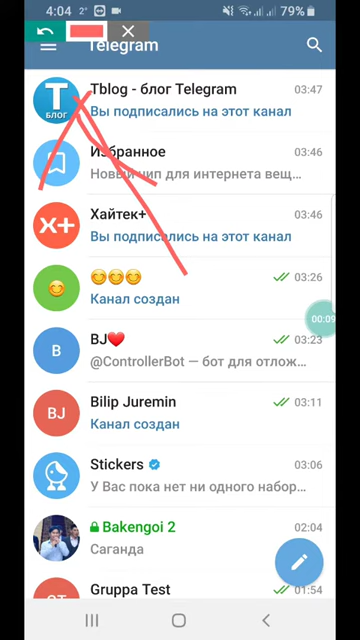 4:04 2° 79%
Telegram
Т БЛОГ
Tblog - блог Telegram 03:47
Вы подписались на этот канал
Избранное 03:46
Новый чип для интернета вещ...
X+
Хайтек+ 03:46
Вы подписались на этот канал
😊😊😊 03:26
Канал создан
00:09
B
BJ❤️ 03:23
@ControllerBot — бот для отлож...
BJ
Bilip Juremin 03:11
Канал создан
Stickers 03:06
У Вас пока нет ни одного набор...
Bakengoi 2 02:04
Саганда
Gruppa Test 01:54